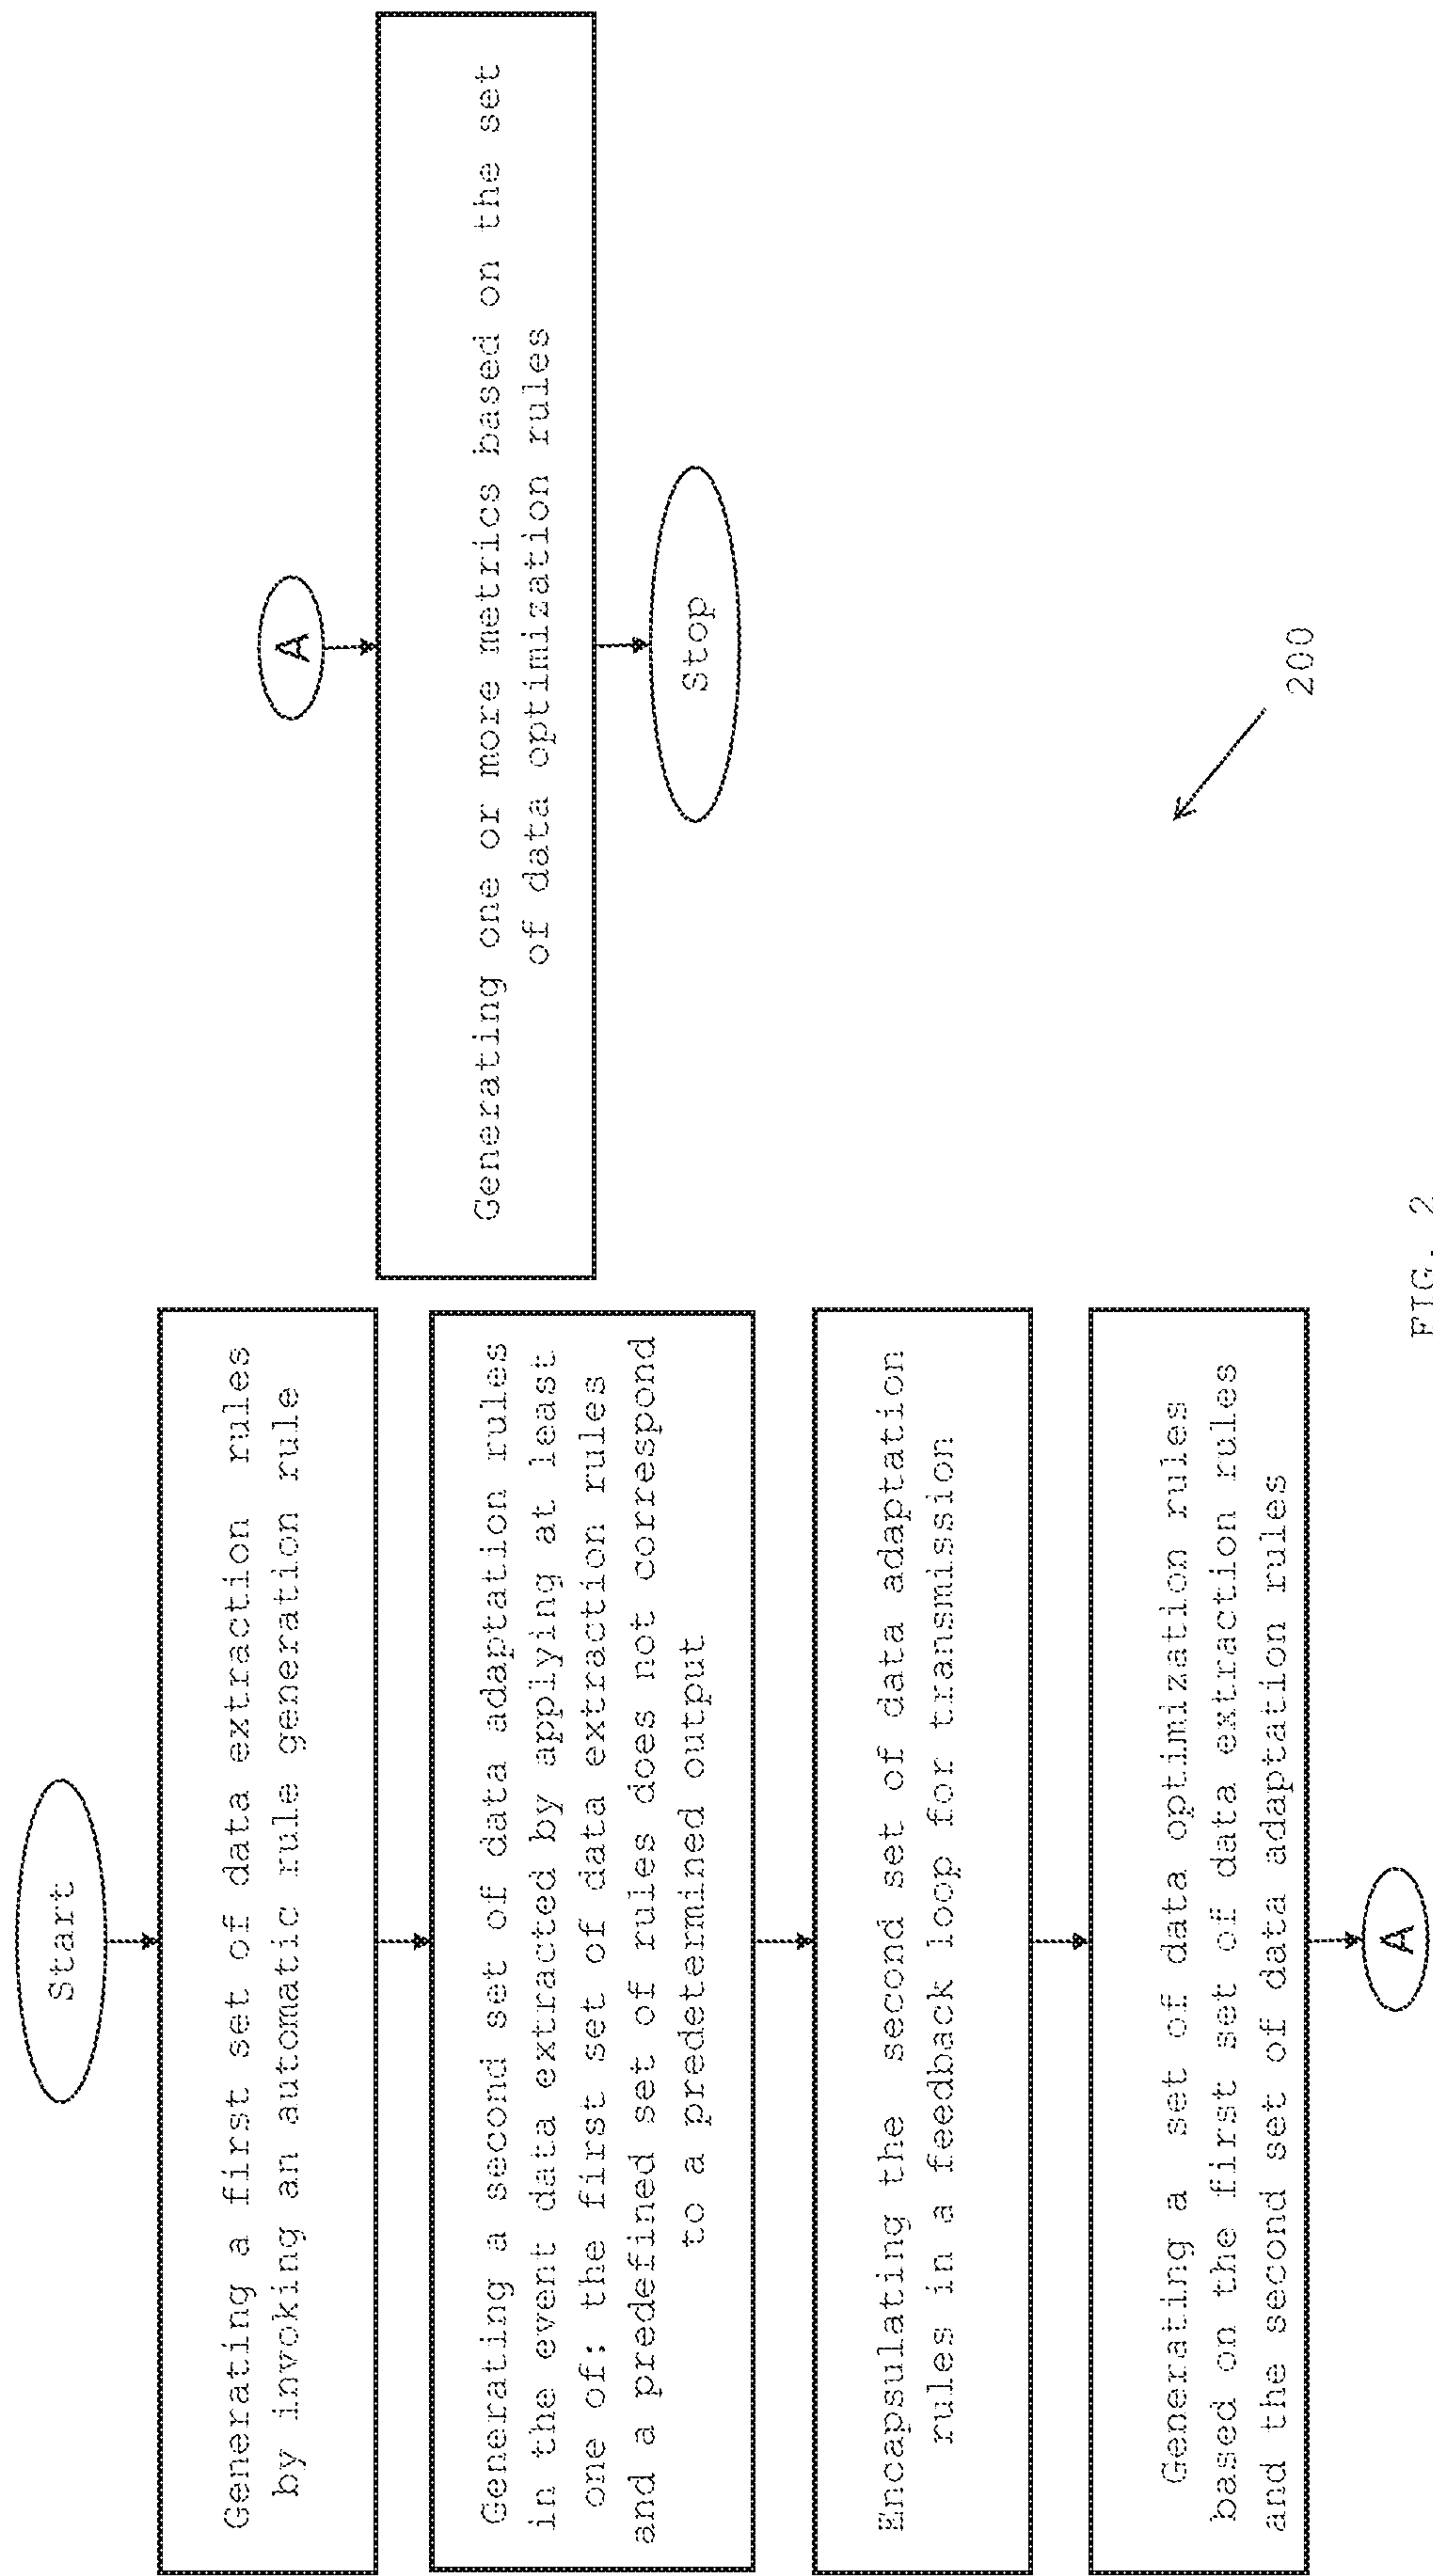 Start
Generating a first set of data extraction rules
by invoking an automatic rule generation rule
Generating a second set of data adaptation rules
in the event data extracted by applying at least
one of: the first set of data extraction rules
and a predefined set of rules does not correspond
to a predetermined output
Encapsulating the second set of data adaptation
rules in a feedback loop for transmission
Generating a set of data optimization rules
based on the first set of data extraction rules
and the second set of data adaptation rules
A
A
Generating one or more metrics based on the set
of data optimization rules
Stop
200
FIG. 2